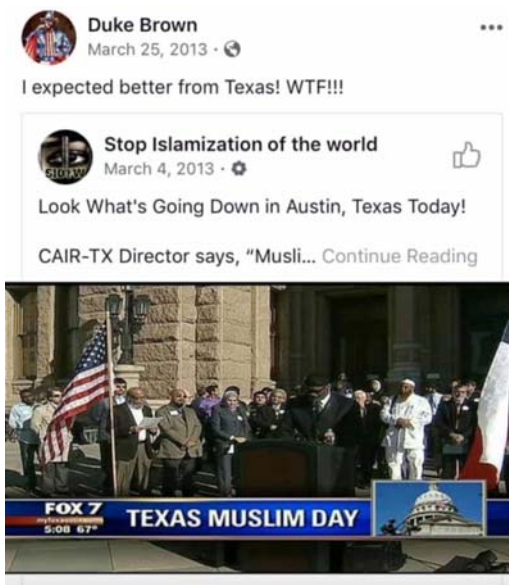 Duke Brown
March 25, 2013
I expected better from Texas! WTF!!!
Stop Islamization of the world
March 4, 2013
Look What's Going Down in Austin, Texas Today!
CAIR-TX Director says, "Musli... Continue Reading
FOX 7
TEXAS MUSLIM DAY
5:08 67°